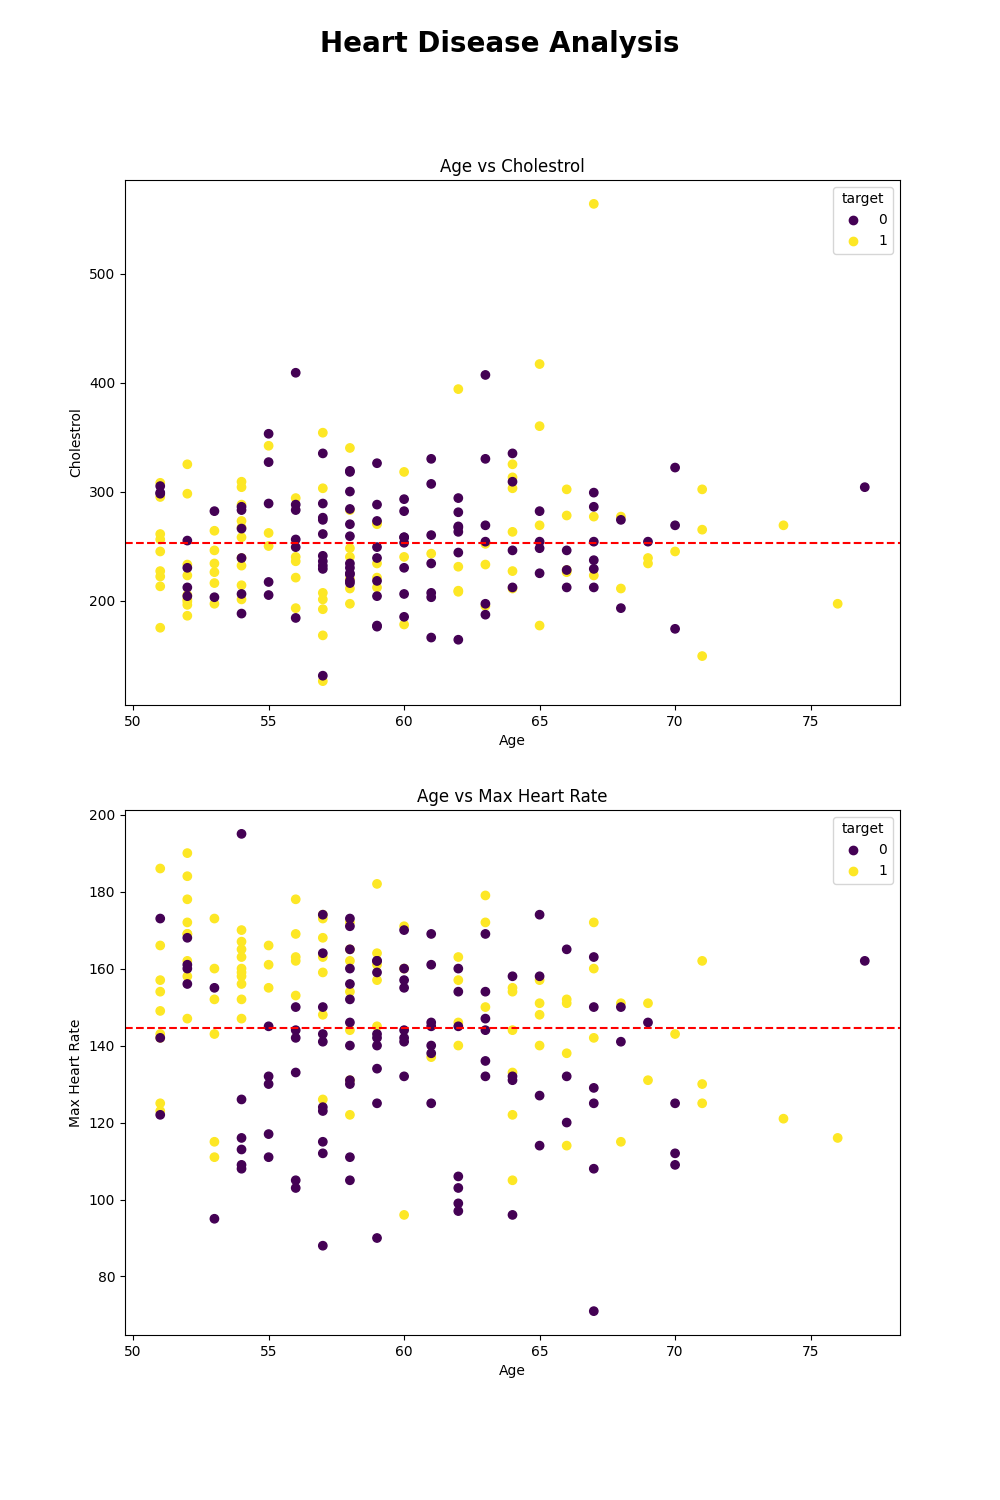 Heart Disease Analysis
Age vs Cholestrol
target
0
1
Cholestrol
500
400
300
200
50 55 60 65 70 75
Age
Age vs Max Heart Rate
target
0
1
Max Heart Rate
200
180
160
140
120
100
80
50 55 60 65 70 75
Age